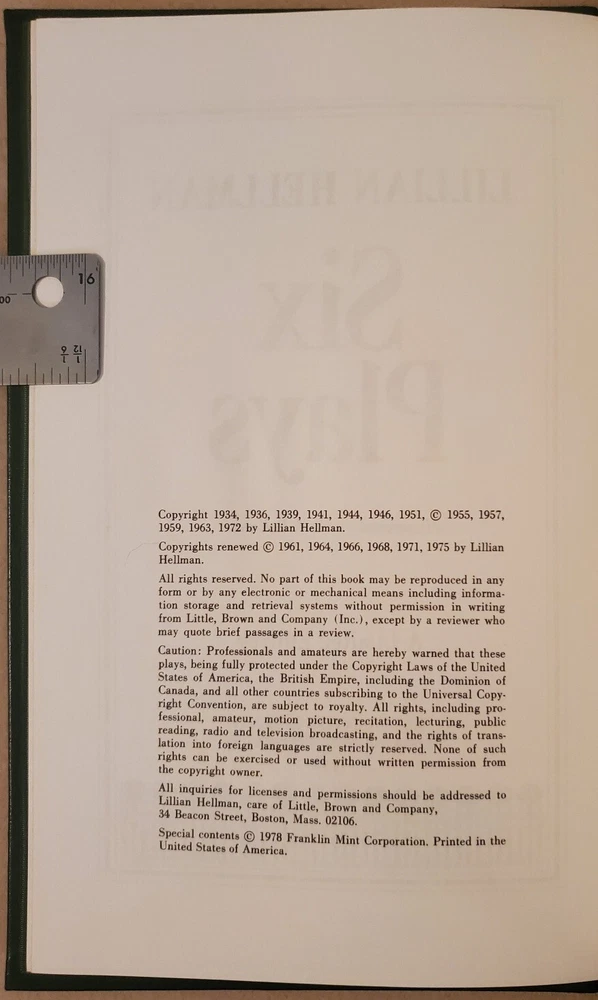 LILLIAN HELLMAN
Six
Plays
16
Copyright 1934, 1936, 1939, 1941, 1944, 1946, 1951, © 1955, 1957,
1959, 1963, 1972 by Lillian Hellman.
Copyrights renewed © 1961, 1964, 1966, 1968, 1971, 1975 by Lillian
Hellman.
All rights reserved. No part of this book may be reproduced in any
form or by any electronic or mechanical means including informa-
tion storage and retrieval systems without permission in writing
from Little, Brown and Company (Inc.), except by a reviewer who
may quote brief passages in a review.
Caution: Professionals and amateurs are hereby warned that these
plays, being fully protected under the Copyright Laws of the United
States of America, the British Empire, including the Dominion of
Canada, and all other countries subscribing to the Universal Copy-
right Convention, are subject to royalty. All rights, including pro-
fessional, amateur, motion picture, recitation, lecturing, public
reading, radio and television broadcasting, and the rights of trans-
lation into foreign languages are strictly reserved. None of such
rights can be exercised or used without written permission from
the copyright owner.
All inquiries for licenses and permissions should be addressed to
Lillian Hellman, care of Little, Brown and Company,
34 Beacon Street, Boston, Mass. 02106.
Special contents © 1978 Franklin Mint Corporation. Printed in the
United States of America.